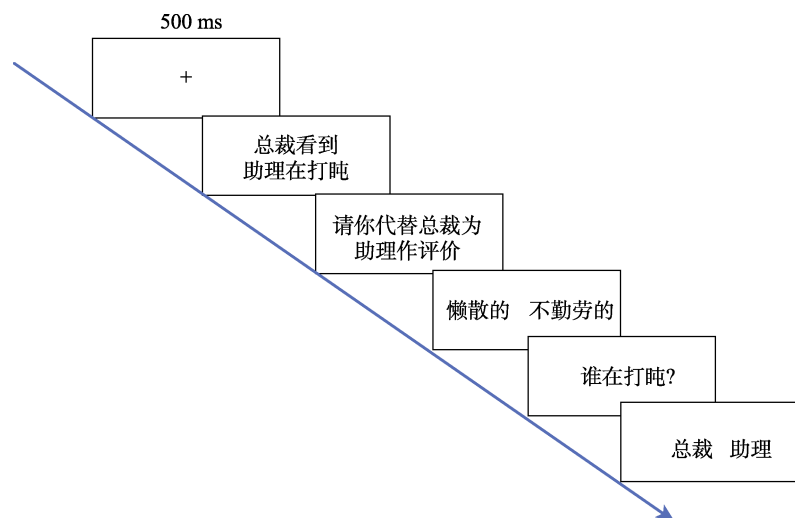 500 ms
+
总裁看到
助理在打盹
请你代替总裁为
助理作评价
懒散的 不勤劳的
谁在打盹?
总裁 助理